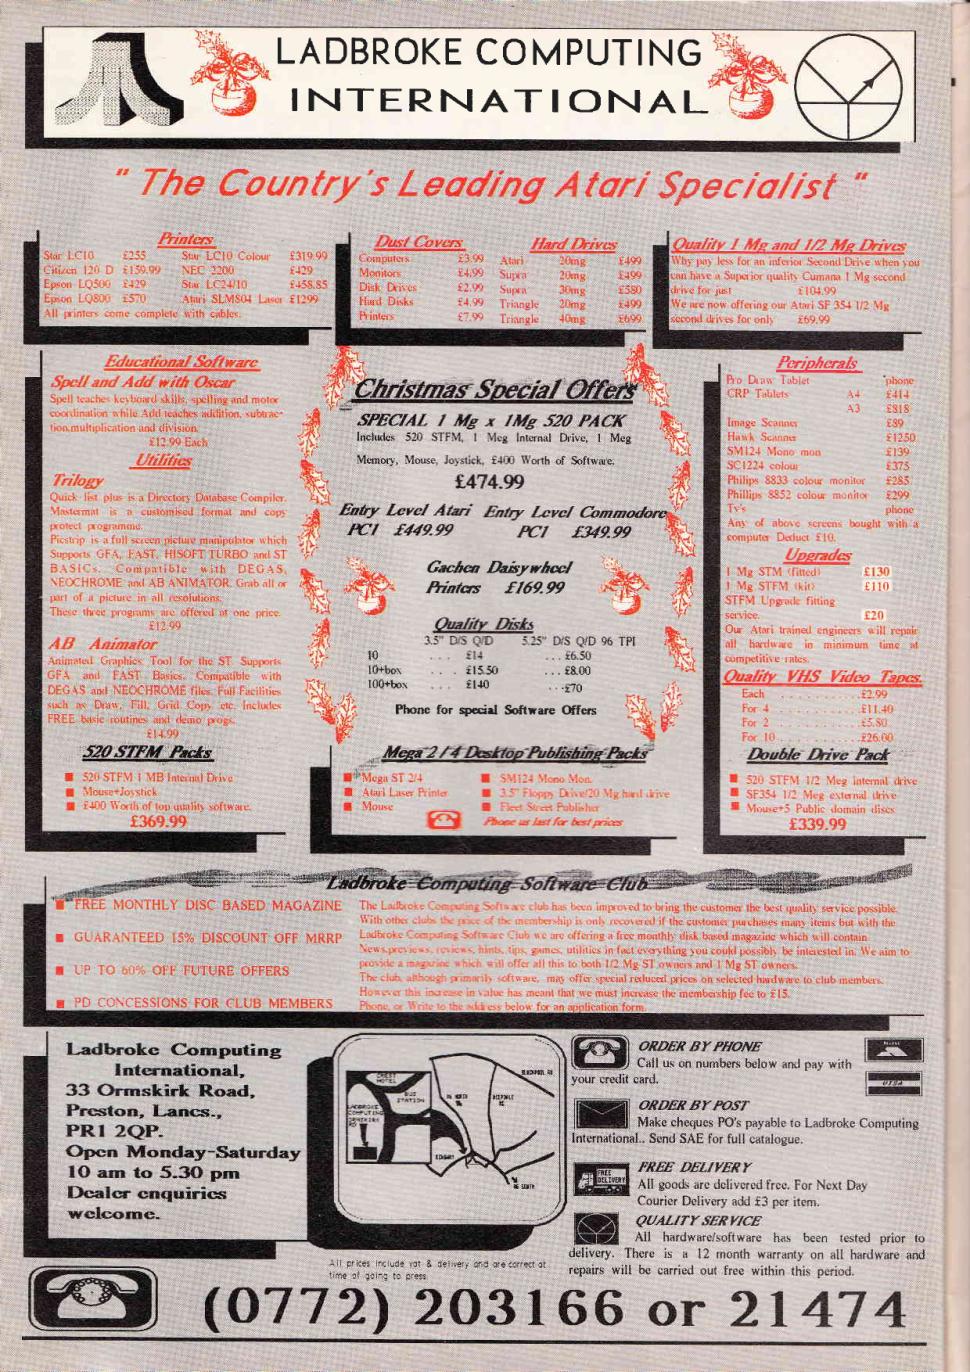 LADBROKE COMPUTING
INTERNATIONAL
" The Country's Leading Atari Specialist "
Printers
Star LC10 £255 Star LC10 Colour £319.99
Citizen 120 D £159.99 NEC 2200 £429
Epson LQ500 £429 Star LC24/10 £458.85
Epson LQ800 £570 Atari SLM804 Laser £1299
All printers come complete with cables.
Dust Covers
Computers £3.99
Monitors £4.99
Disk Drives £2.99
Hard Disks £4.99
Printers £7.99
Hard Drives
Atari 20mg £499
Supra 20mg £499
Supra 30mg £580
Triangle 20mg £499
Triangle 40mg £699
Quality 1 Mg and 1/2 Mg Drives
Why pay less for an inferior Second Drive when you
can have a Superior quality Cumana 1 Mg second
drive for just £104.99
We are now offering our Atari SF 354 1/2 Mg
second drives for only £69.99
Educational Software
Spell and Add with Oscar
Spell teaches keyboard skills, spelling and motor
coordination while Add teaches addition, subtrac-
tion,multiplication and division.
£12.99 Each
Utilities
Trilogy
Quick list plus is a Directory Database Compiler.
Mastermat is a customised format and copy
protect programme.
Picstrip is a full screen picture manipulator which
Supports GFA, FAST, HISOFT TURBO and ST
BASICs. Compatible with DEGAS,
NEOCHROME and AB ANIMATOR. Grab all or
part of a picture in all resolutions.
These three programs are offered at one price.
£12.99
AB Animator
Animated Graphics Tool for the ST Supports
GFA and FAST Basics. Compatible with
DEGAS and NEOCHROME files. Full Facilities
such as Draw, Fill, Grid Copy etc. Includes
FREE basic routines and demo progs.
£14.99
520 STFM Packs
520 STFM 1 MB Internal Drive
Mouse+Joystick
£400 Worth of top quality software.
£369.99
Christmas Special Offers
SPECIAL 1 Mg x 1Mg 520 PACK
Includes 520 STFM, 1 Meg Internal Drive, 1 Meg
Memory, Mouse, Joystick, £400 Worth of Software.
£474.99
Entry Level Atari Entry Level Commodore
PC1 £449.99 PC1 £349.99
Gachen Daisywheel
Printers £169.99
Quality Disks
3.5" D/S Q/D 5.25" D/S Q/D 96 TPI
10 ... £14 ... £6.50
10+box ... £15.50 ... £8.00
100+box ... £140 ... £70
Phone for special Software Offers
Mega 2 / 4 Desktop Publishing Packs
Mega ST 2/4
Atari Laser Printer
Mouse
SM124 Mono Mon.
3.5" Floppy Drive/20 Mg hard drive
Fleet Street Publisher
Phone us last for best prices
Peripherals
Pro Draw Tablet phone
CRP Tablets A4 £414
A3 £818
Image Scanner £89
Hawk Scanner £1250
SM124 Mono mon £139
SC1224 colour £375
Philips 8833 colour monitor £285
Phillips 8852 colour monitor £299
Tv's phone
Any of above screens bought with a
computer Deduct £10.
Upgrades
1 Mg STM (fitted) £130
1 Mg STFM (kit) £110
STFM Upgrade fitting
service. £20
Our Atari trained engineers will repair
all hardware in minimum time at
competitive rates.
Quality VHS Video Tapes.
Each ........... £2.99
For 4 ........... £11.40
For 2 ........... £5.80
For 10 .......... £26.00
Double Drive Pack
520 STFM 1/2 Meg internal drive
SF354 1/2 Meg external drive
Mouse+5 Public domain discs
£339.99
Ladbroke Computing Software Club
FREE MONTHLY DISC BASED MAGAZINE
GUARANTEED 15% DISCOUNT OFF MRRP
UP TO 60% OFF FUTURE OFFERS
PD CONCESSIONS FOR CLUB MEMBERS
The Ladbroke Computing Software club has been improved to bring the customer the best quality service possible.
With other clubs the price of the membership is only recovered if the customer purchases many items but with the
Ladbroke Computing Software Club we are offering a free monthly disk based magazine which will contain
News,previews, reviews, hints, tips, games, utilities in fact everything you could possibly be interested in. We aim to
provide a magazine which will offer all this to both 1/2 Mg ST owners and 1 Mg ST owners.
The club, although primarily software, may offer special reduced prices on selected hardware to club members.
However this increase in value has meant that we must increase the membership fee to £15.
Phone, or Write to the address below for an application form.
Ladbroke Computing
International,
33 Ormskirk Road,
Preston, Lancs.,
PR1 2QP.
Open Monday-Saturday
10 am to 5.30 pm
Dealer enquiries
welcome.
CREST
HOTEL
BUS
STATION
LADBROKE
COMPUTING
ORMSKIRK
RD
BLACKPOOL RD
M6 NORTH
RINGWAY
M6 SOUTH
All prices include vat & delivery and are correct at
time of going to press
ORDER BY PHONE
Call us on numbers below and pay with
your credit card.
ORDER BY POST
Make cheques PO's payable to Ladbroke Computing
International.. Send SAE for full catalogue.
FREE
DELIVERY
FREE DELIVERY
All goods are delivered free. For Next Day
Courier Delivery add £3 per item.
QUALITY SERVICE
All hardware/software has been tested prior to
delivery. There is a 12 month warranty on all hardware and
repairs will be carried out free within this period.
(0772) 203166 or 21474